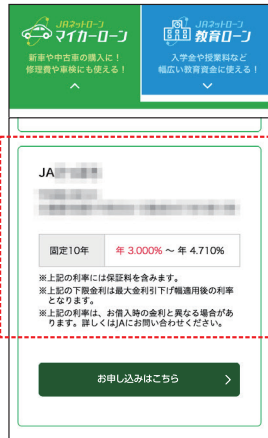 JAネットローン
マイカーローン
新車や中古車の購入に！
修理費や車検にも使える！
JAネットローン
教育ローン
入学金や授業料など
幅広い教育資金に使える！
JA
固定10年
年 3.000% ～ 年 4.710%
※上記の利率には保証料を含みます。
※上記の下限金利は最大金利引下げ幅適用後の利率
となります。
※上記の利率は、お借入時の金利と異なる場合があ
ります。詳しくはJAにお問い合わせください。
お申し込みはこちら